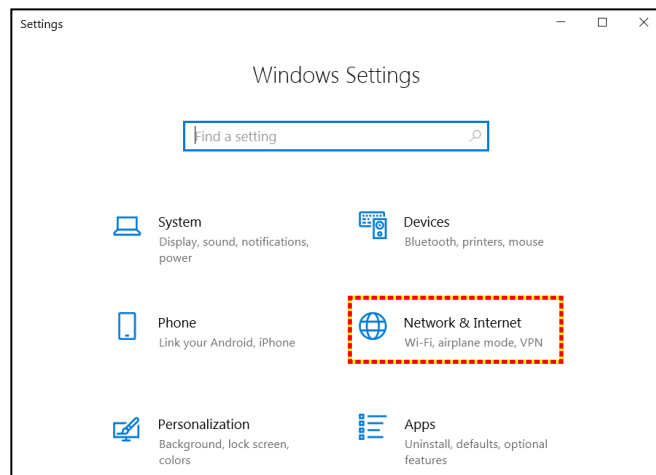 Settings
Windows Settings
Find a setting
System
Display, sound, notifications,
power
Devices
Bluetooth, printers, mouse
Phone
Link your Android, iPhone
Network & Internet
Wi-Fi, airplane mode, VPN
Personalization
Background, lock screen,
colors
Apps
Uninstall, defaults, optional
features